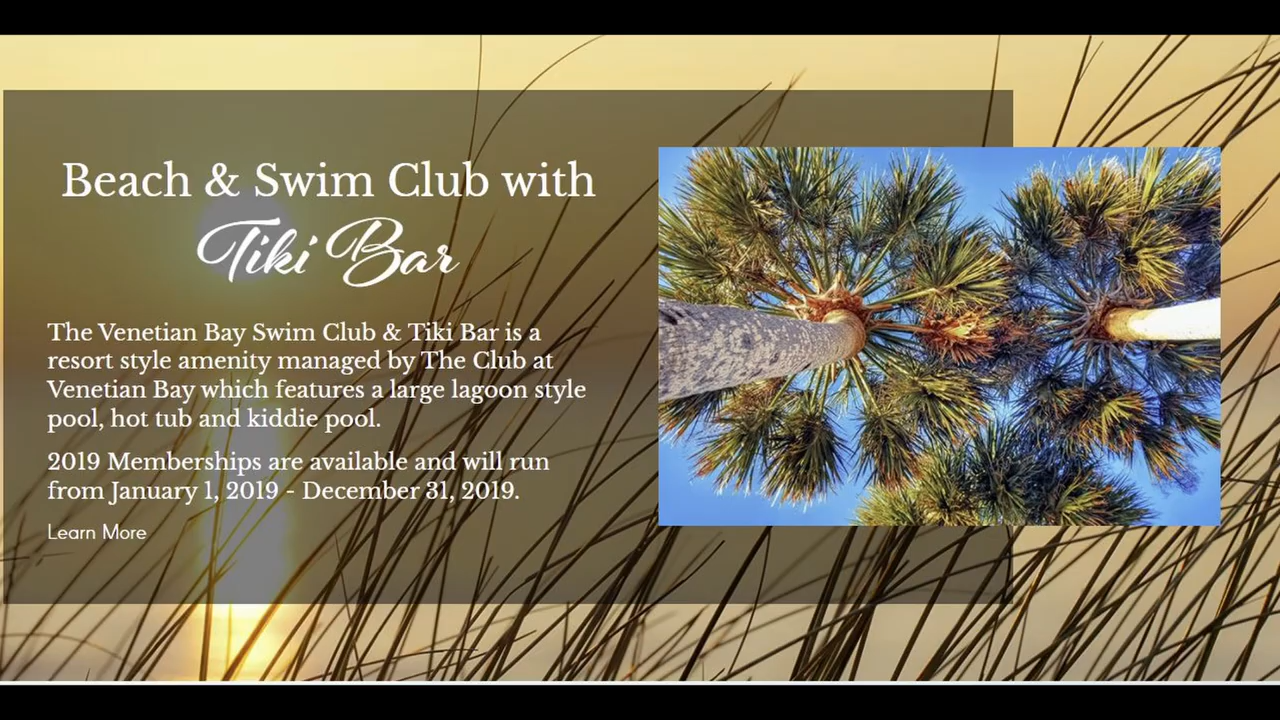 Beach & Swim Club with
Tiki Bar
The Venetian Bay Swim Club & Tiki Bar is a
resort style amenity managed by The Club at
Venetian Bay which features a large lagoon style
pool, hot tub and kiddie pool.
2019 Memberships are available and will run
from January 1, 2019 - December 31, 2019.
Learn More